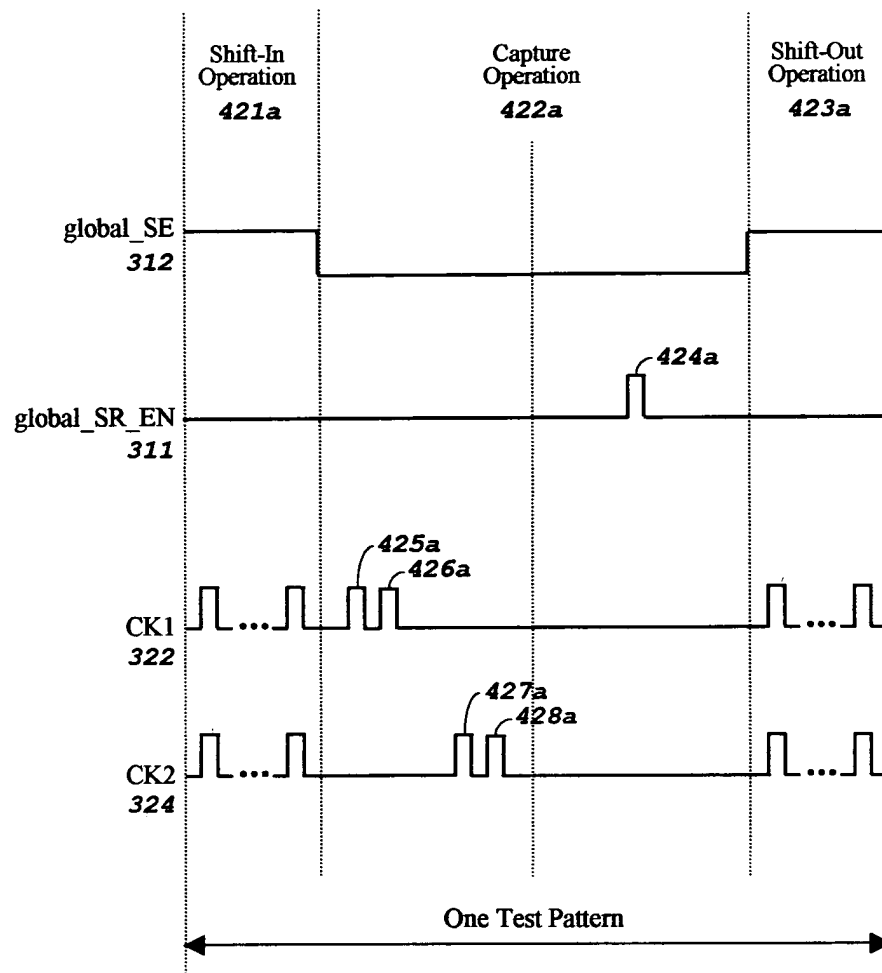 Shift-In
Operation
421a
Capture
Operation
422a
Shift-Out
Operation
423a
global_SE
312
424a
global_SR_EN
311
425a
426a
CK1
322
427a
428a
CK2
324
One Test Pattern